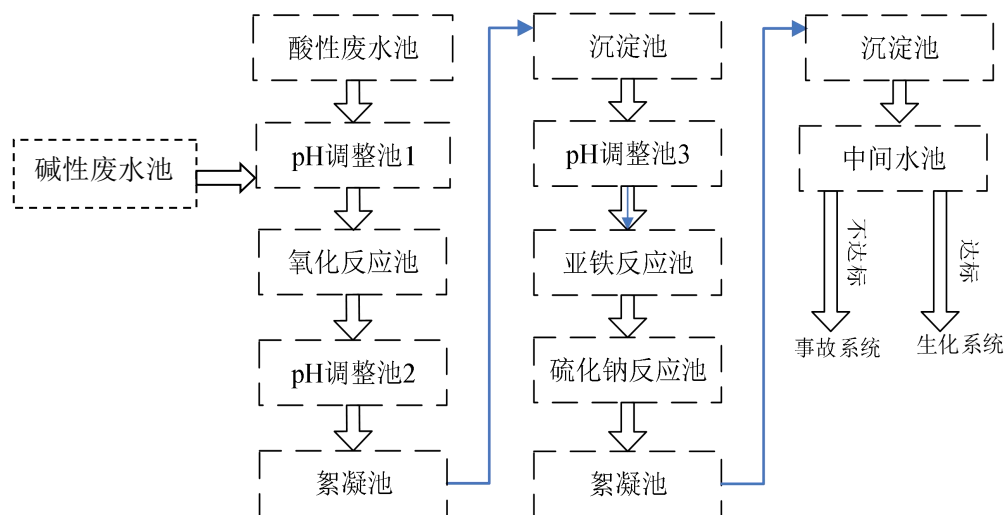 酸性废水池
碱性废水池
pH调整池1
氧化反应池
pH调整池2
絮凝池
沉淀池
pH调整池3
亚铁反应池
硫化钠反应池
絮凝池
沉淀池
中间水池
不达标
达标
事故系统
生化系统